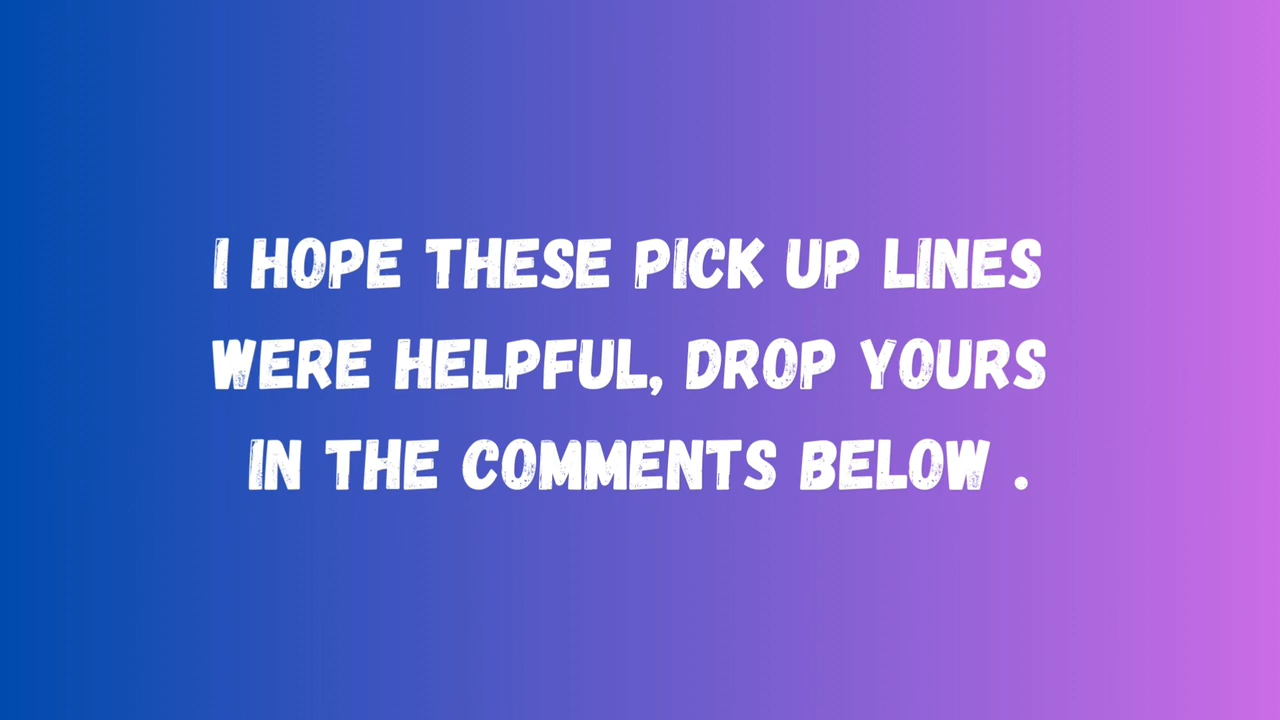 I HOPE THESE PICK UP LINES
WERE HELPFUL, DROP YOURS
IN THE COMMENTS BELOW .